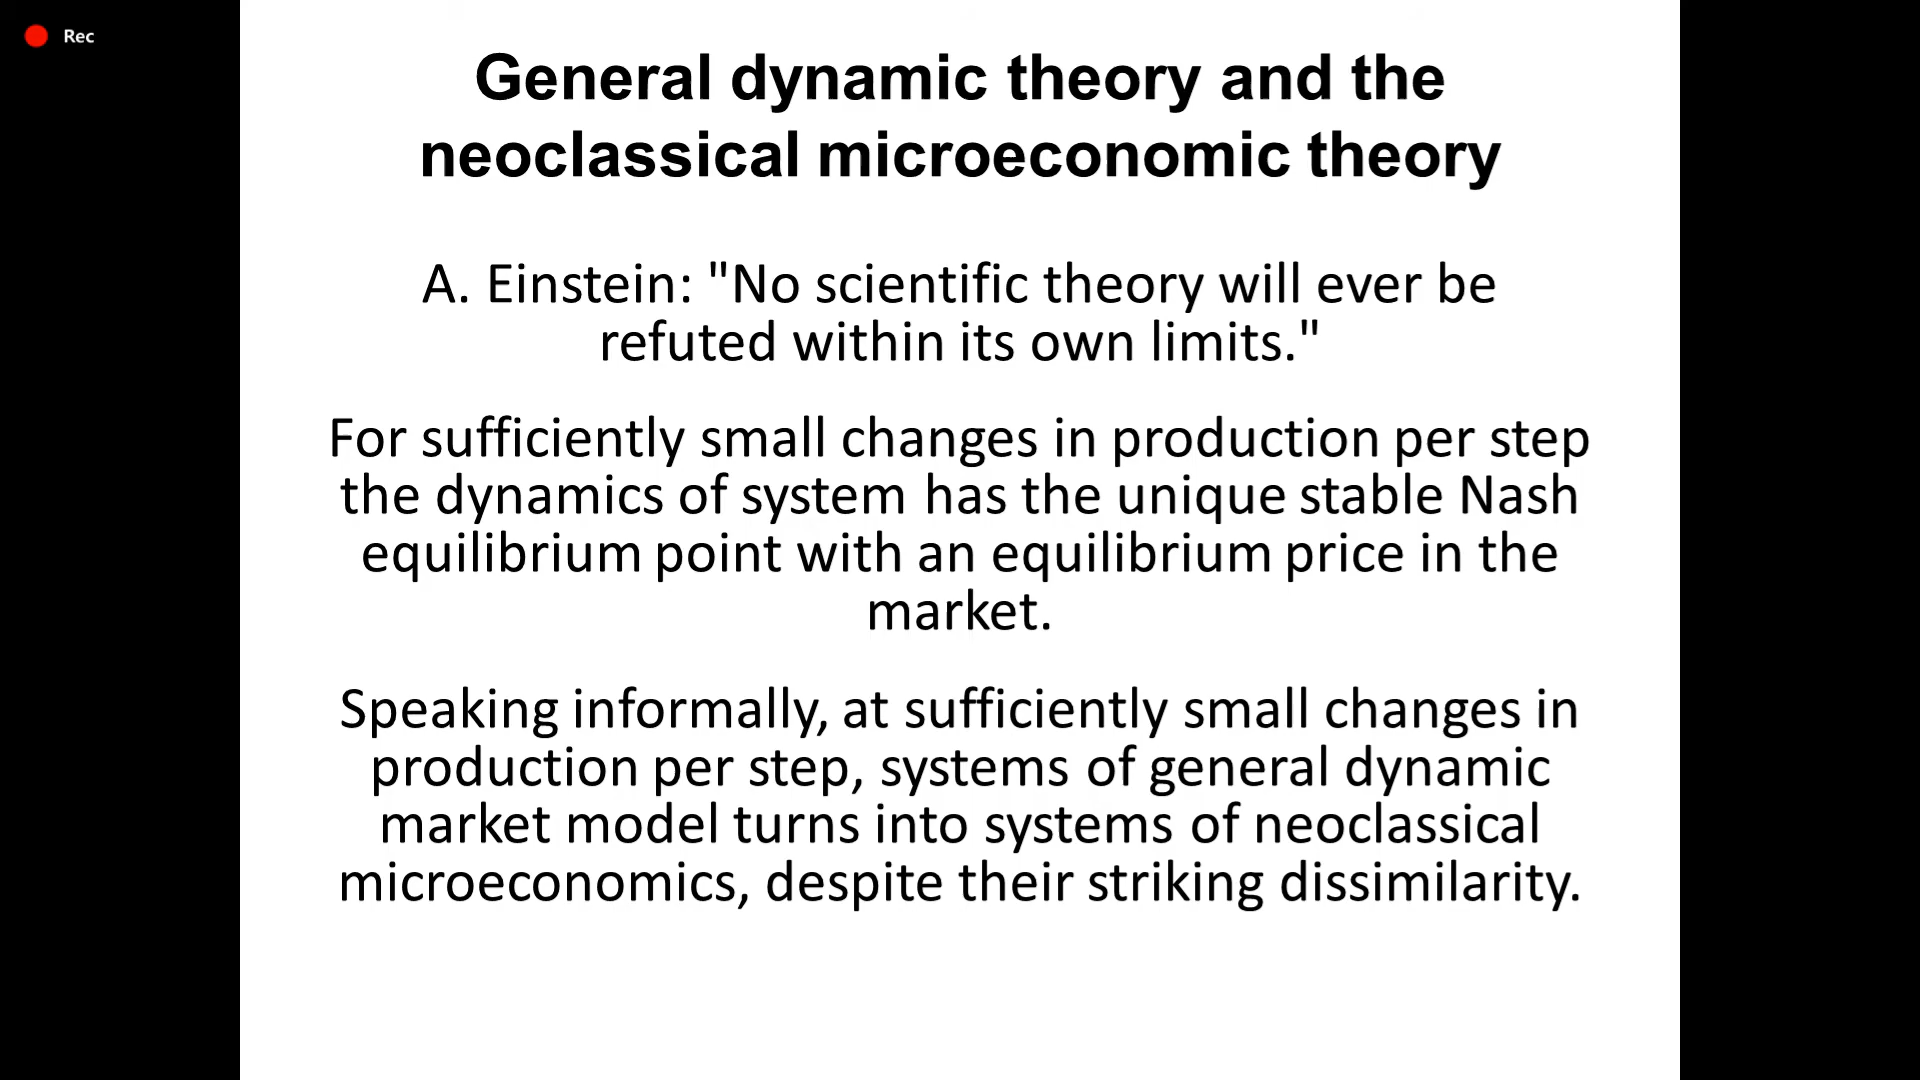 Rec
General dynamic theory and the
neoclassical microeconomic theory
A. Einstein: "No scientific theory will ever be
refuted within its own limits."
For sufficiently small changes in production per step
the dynamics of system has the unique stable Nash
equilibrium point with an equilibrium price in the
market.
Speaking informally, at sufficiently small changes in
production per step, systems of general dynamic
market model turns into systems of neoclassical
microeconomics, despite their striking dissimilarity.